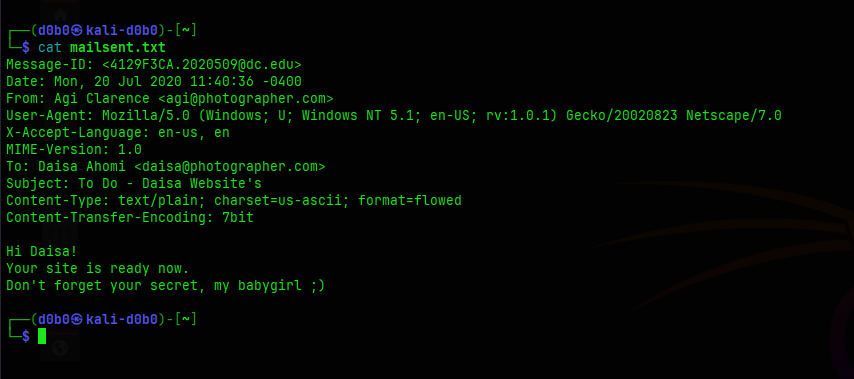 ┌──(d0b0㉿kali-d0b0)-[~]
└─$ cat mailsent.txt
Message-ID: <4129F3CA.2020509@dc.edu>
Date: Mon, 20 Jul 2020 11:40:36 -0400
From: Agi Clarence <agi@photographer.com>
User-Agent: Mozilla/5.0 (Windows; U; Windows NT 5.1; en-US; rv:1.0.1) Gecko/20020823 Netscape/7.0
X-Accept-Language: en-us, en
MIME-Version: 1.0
To: Daisa Ahomi <daisa@photographer.com>
Subject: To Do - Daisa Website's
Content-Type: text/plain; charset=us-ascii; format=flowed
Content-Transfer-Encoding: 7bit

Hi Daisa!
Your site is ready now.
Don't forget your secret, my babygirl ;)

┌──(d0b0㉿kali-d0b0)-[~]
└─$